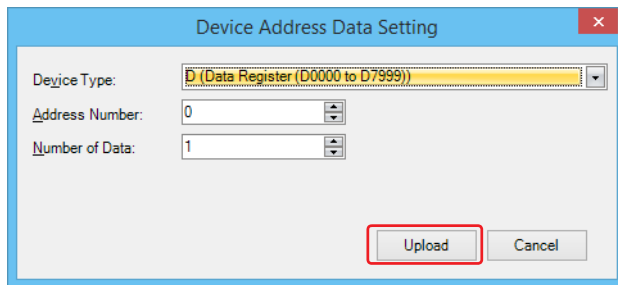 Device Address Data Setting
Device Type: D (Data Register (D0000 to D7999))
Address Number: 0
Number of Data: 1
Upload Cancel